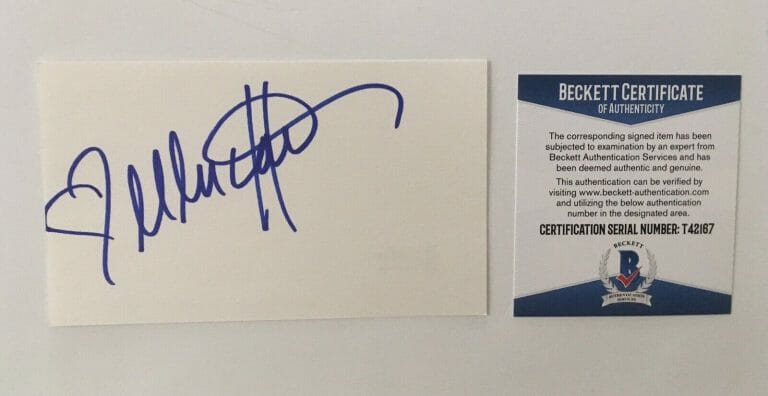 BECKETT CERTIFICATE
OF AUTHENTICITY
The corresponding signed item has been
subjected to examination by an expert from
Beckett Authentication Services and has
been deemed authentic and genuine.
This authentication can be verified by
visiting www.beckett-authentication.com
and utilizing the below authentication
number in the designated area.
CERTIFICATION SERIAL NUMBER: T42167
BECKETT
B
AUTHENTICATION
SERVICES